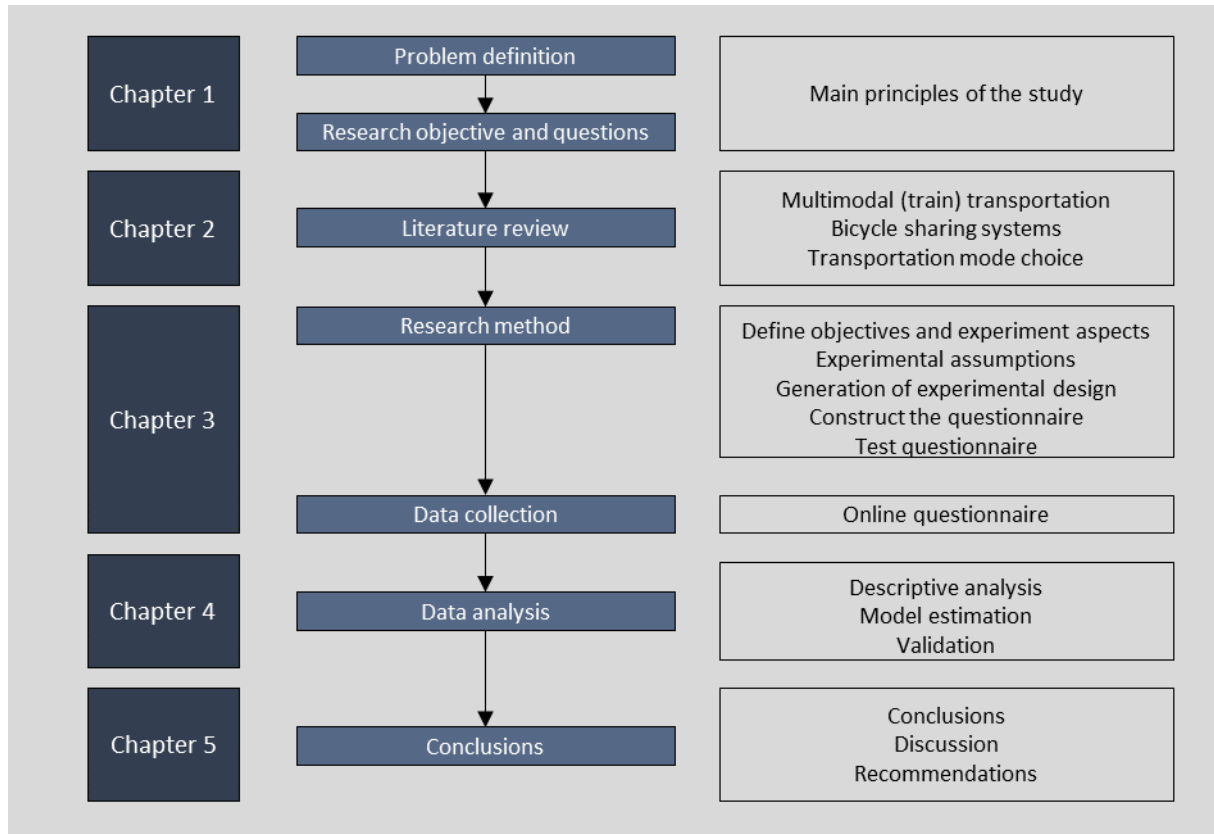 Chapter 1
Problem definition
Research objective and questions
Main principles of the study
Chapter 2
Literature review
Multimodal (train) transportation
Bicycle sharing systems
Transportation mode choice
Chapter 3
Research method
Define objectives and experiment aspects
Experimental assumptions
Generation of experimental design
Construct the questionnaire
Test questionnaire
Data collection
Online questionnaire
Chapter 4
Data analysis
Descriptive analysis
Model estimation
Validation
Chapter 5
Conclusions
Conclusions
Discussion
Recommendations